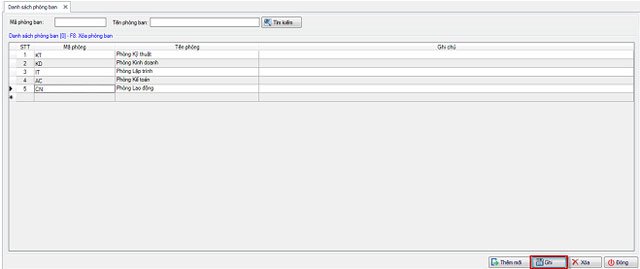 Danh sách phòng ban X
Mã phòng ban: Tên phòng ban: Tìm kiếm
Danh sách phòng ban [0] - F8: Xóa phòng ban
STT Mã phòng Tên phòng Ghi chú
1 KT Phòng Kỹ thuật
2 KD Phòng Kinh doanh
3 IT Phòng Lập trình
4 AC Phòng Kế toán
5 CN Phòng Lao động
Thêm mới Ghi Xóa Đóng